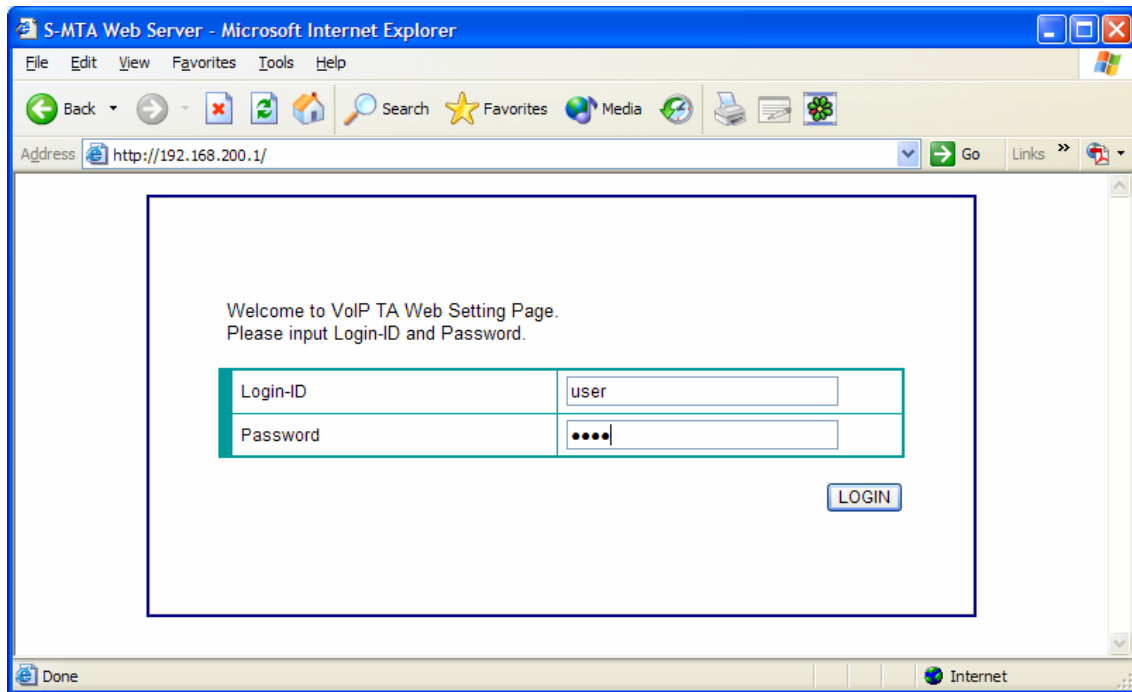 S-MTA Web Server - Microsoft Internet Explorer
File Edit View Favorites Tools Help
Back Search Favorites Media
Address http://192.168.200.1/ Go Links »
Welcome to VoIP TA Web Setting Page.
Please input Login-ID and Password.
Login-ID user
Password ••••
LOGIN
Done Internet